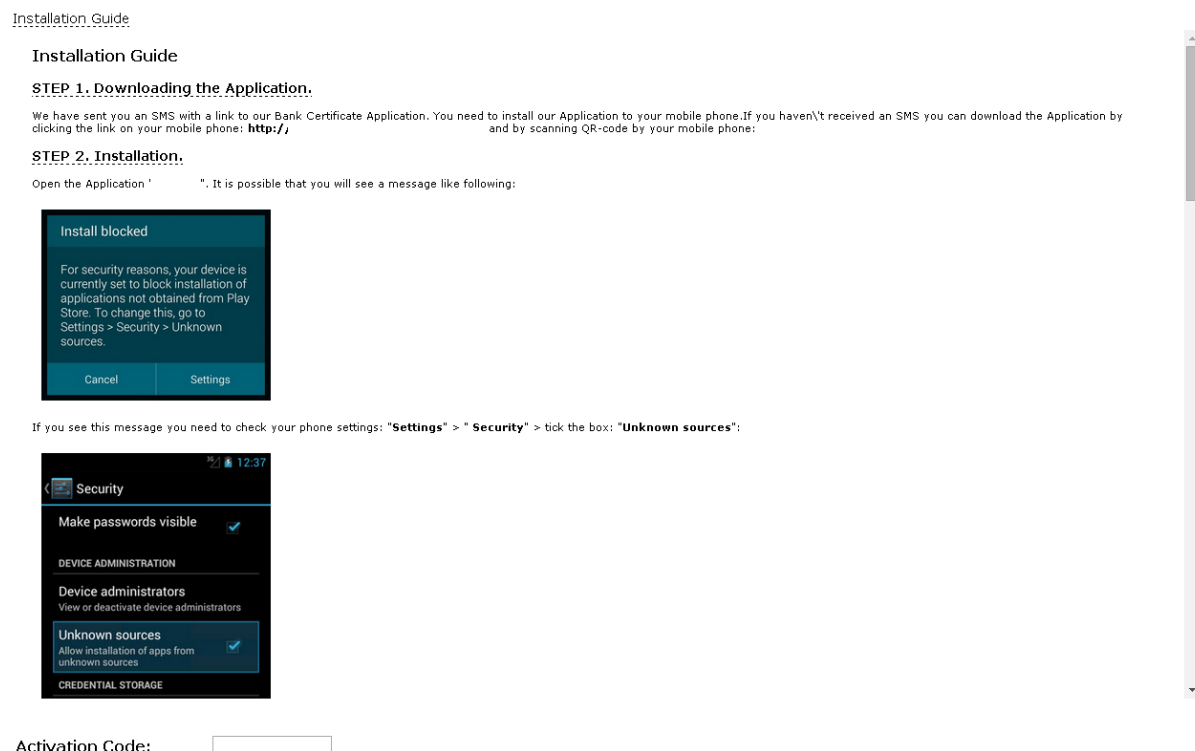 Installation Guide
Installation Guide
STEP 1. Downloading the Application.
We have sent you an SMS with a link to our Bank Certificate Application. You need to install our Application to your mobile phone.If you haven\'t received an SMS you can download the Application by
clicking the link on your mobile phone: http:/, and by scanning QR-code by your mobile phone:
STEP 2. Installation.
Open the Application ' ". It is possible that you will see a message like following:
Install blocked
For security reasons, your device is
currently set to block installation of
applications not obtained from Play
Store. To change this, go to
Settings > Security > Unknown
sources.
Cancel Settings
If you see this message you need to check your phone settings: "Settings" > " Security" > tick the box: "Unknown sources":
3G 12:37
Security
Make passwords visible
DEVICE ADMINISTRATION
Device administrators
View or deactivate device administrators
Unknown sources
Allow installation of apps from
unknown sources
CREDENTIAL STORAGE
Activation Code: